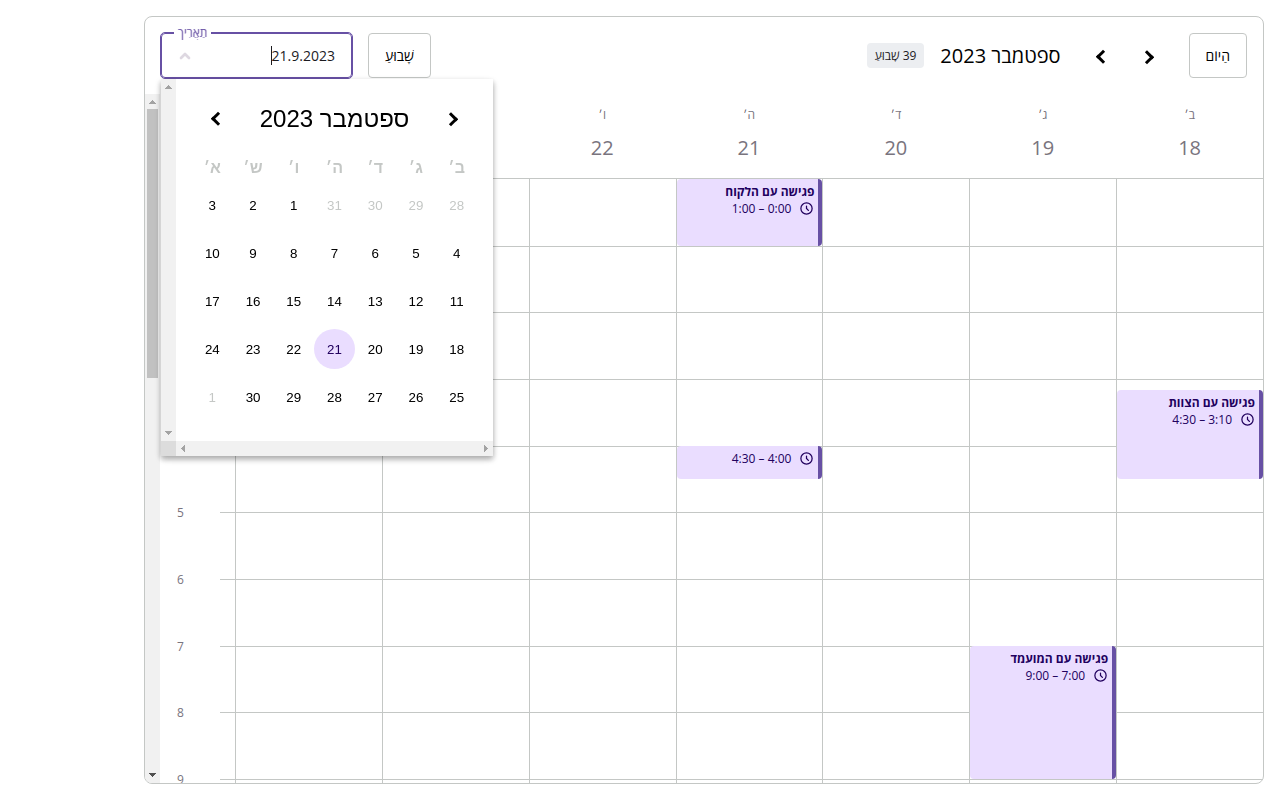 היום
ספטמבר 2023
39 שָׁבוּעַ
שָׁבוּעַ
תַאֲרִיך
21.9.2023
ב׳
18
ג׳
19
ד׳
20
ה׳
21
ו׳
22
ספטמבר 2023
ב׳ ג׳ ד׳ ה׳ ו׳ ש׳ א׳
28 29 30 31 1 2 3
4 5 6 7 8 9 10
11 12 13 14 15 16 17
18 19 20 21 22 23 24
25 26 27 28 29 30 1
פגישה עם הלקוח
0:00 – 1:00
פגישה עם הצוות
3:10 – 4:30
4:00 – 4:30
5
6
7
פגישה עם המועמד
7:00 – 9:00
8
9